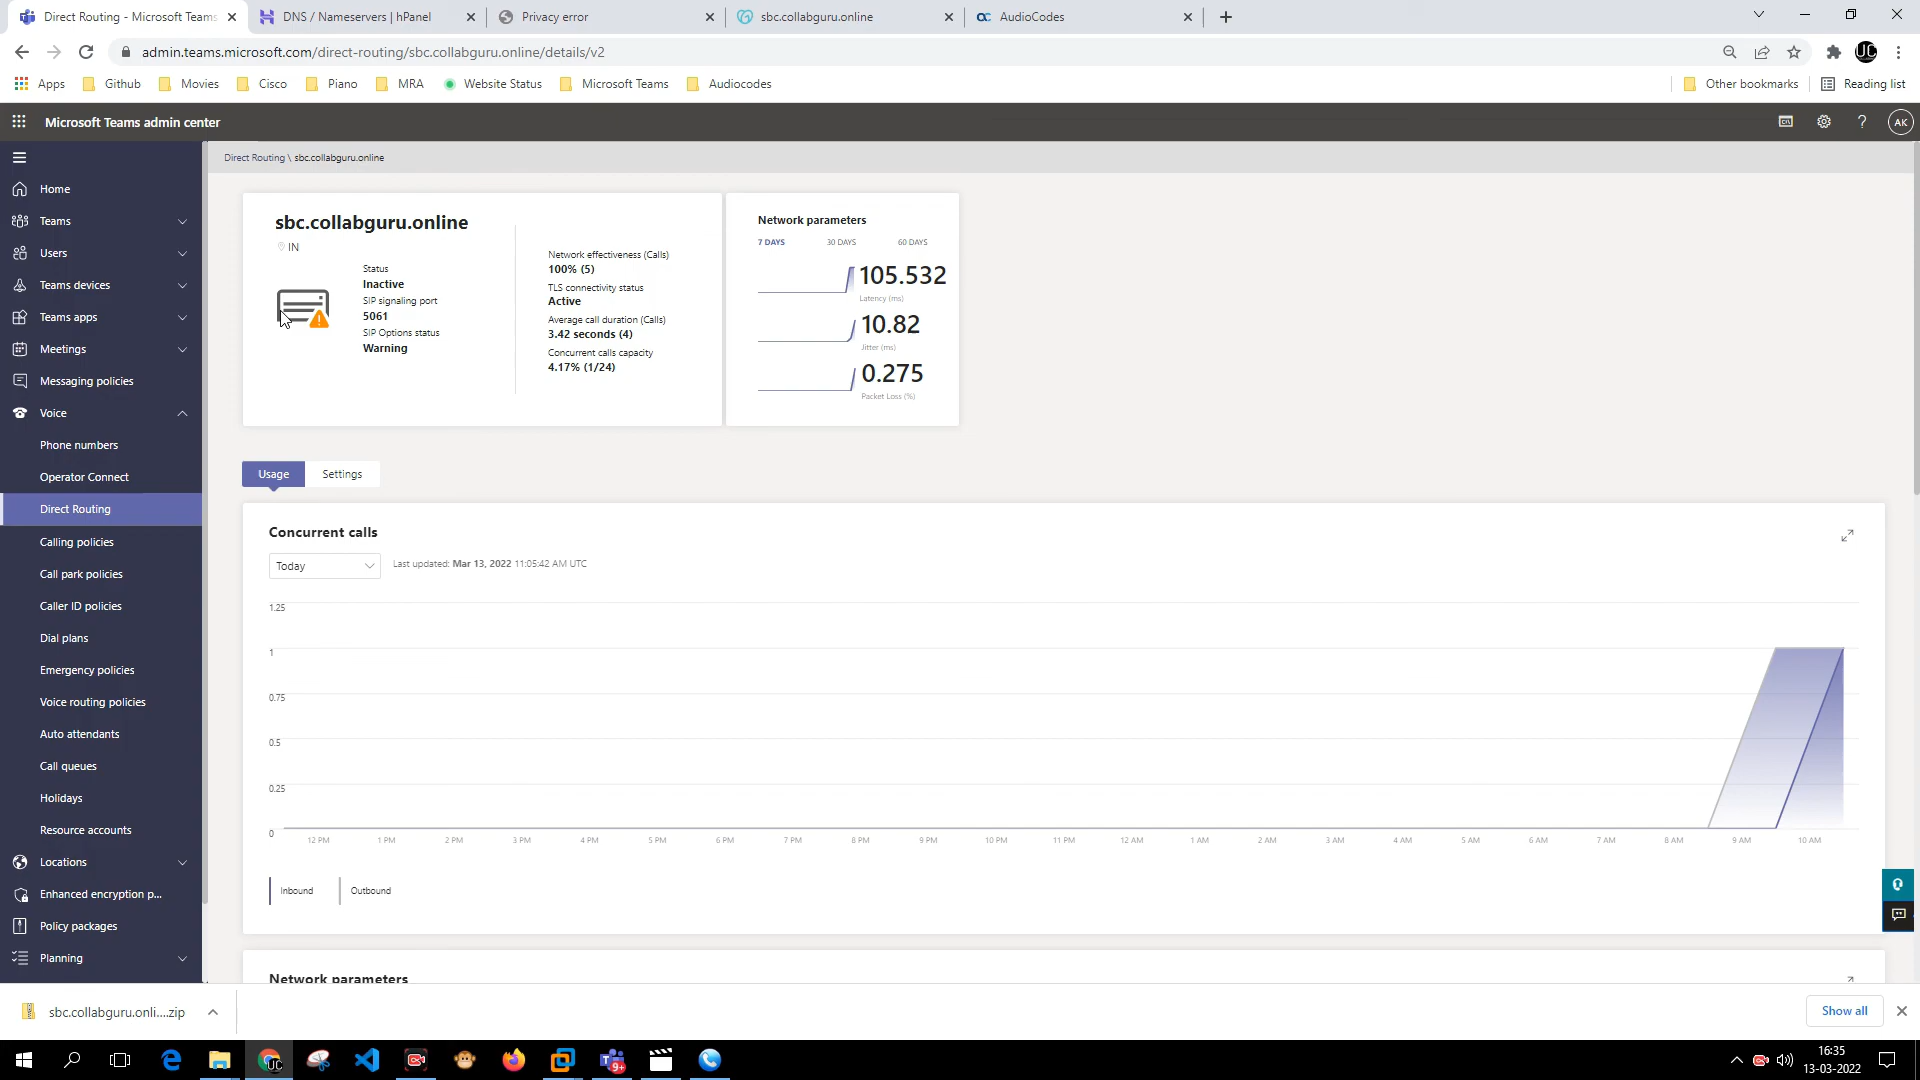 Direct Routing - Microsoft Teams
DNS / Nameservers | hPanel
Privacy error
sbc.collabguru.online
AudioCodes
admin.teams.microsoft.com/direct-routing/sbc.collabguru.online/details/v2
UC
Apps
Github
Movies
Cisco
Piano
MRA
Website Status
Microsoft Teams
Audiocodes
Other bookmarks
Reading list
Microsoft Teams admin center
AK
Direct Routing \ sbc.collabguru.online
Home
Teams
Users
Teams devices
Teams apps
Meetings
Messaging policies
Voice
Phone numbers
Operator Connect
Direct Routing
Calling policies
Call park policies
Caller ID policies
Dial plans
Emergency policies
Voice routing policies
Auto attendants
Call queues
Holidays
Resource accounts
Locations
Enhanced encryption p...
Policy packages
Planning
sbc.collabguru.online
IN
Status
Inactive
SIP signaling port
5061
SIP Options status
Warning
Network effectiveness (Calls)
100% (5)
TLS connectivity status
Active
Average call duration (Calls)
3.42 seconds (4)
Concurrent calls capacity
4.17% (1/24)
Network parameters
7 DAYS 30 DAYS 60 DAYS
105.532
Latency (ms)
10.82
Jitter (ms)
0.275
Packet Loss (%)
Usage
Settings
Concurrent calls
Today
Last updated: Mar 13, 2022 11:05:42 AM UTC
1.25
1
0.75
0.5
0.25
0
12 PM 1 PM 2 PM 3 PM 4 PM 5 PM 6 PM 7 PM 8 PM 9 PM 10 PM 11 PM 12 AM 1 AM 2 AM 3 AM 4 AM 5 AM 6 AM 7 AM 8 AM 9 AM 10 AM
Inbound
Outbound
Network parameters
sbc.collabguru.onli....zip
Show all
UC
9+
16:35
13-03-2022